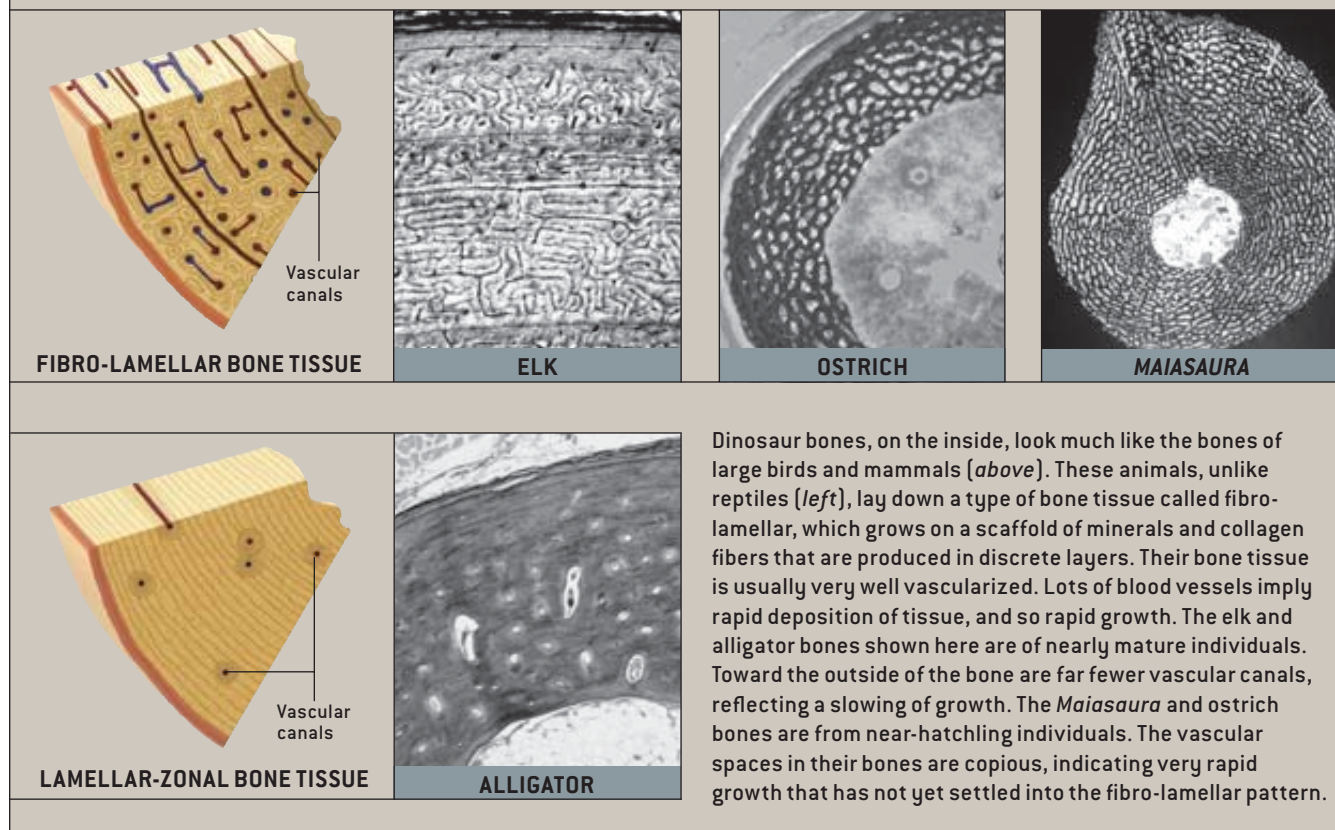 Vascular
canals
FIBRO-LAMELLAR BONE TISSUE
ELK
OSTRICH
MAIASAURA
Vascular
canals
LAMELLAR-ZONAL BONE TISSUE
ALLIGATOR
Dinosaur bones, on the inside, look much like the bones of
large birds and mammals (above). These animals, unlike
reptiles (left), lay down a type of bone tissue called fibro-
lamellar, which grows on a scaffold of minerals and collagen
fibers that are produced in discrete layers. Their bone tissue
is usually very well vascularized. Lots of blood vessels imply
rapid deposition of tissue, and so rapid growth. The elk and
alligator bones shown here are of nearly mature individuals.
Toward the outside of the bone are far fewer vascular canals,
reflecting a slowing of growth. The Maiasaura and ostrich
bones are from near-hatchling individuals. The vascular
spaces in their bones are copious, indicating very rapid
growth that has not yet settled into the fibro-lamellar pattern.